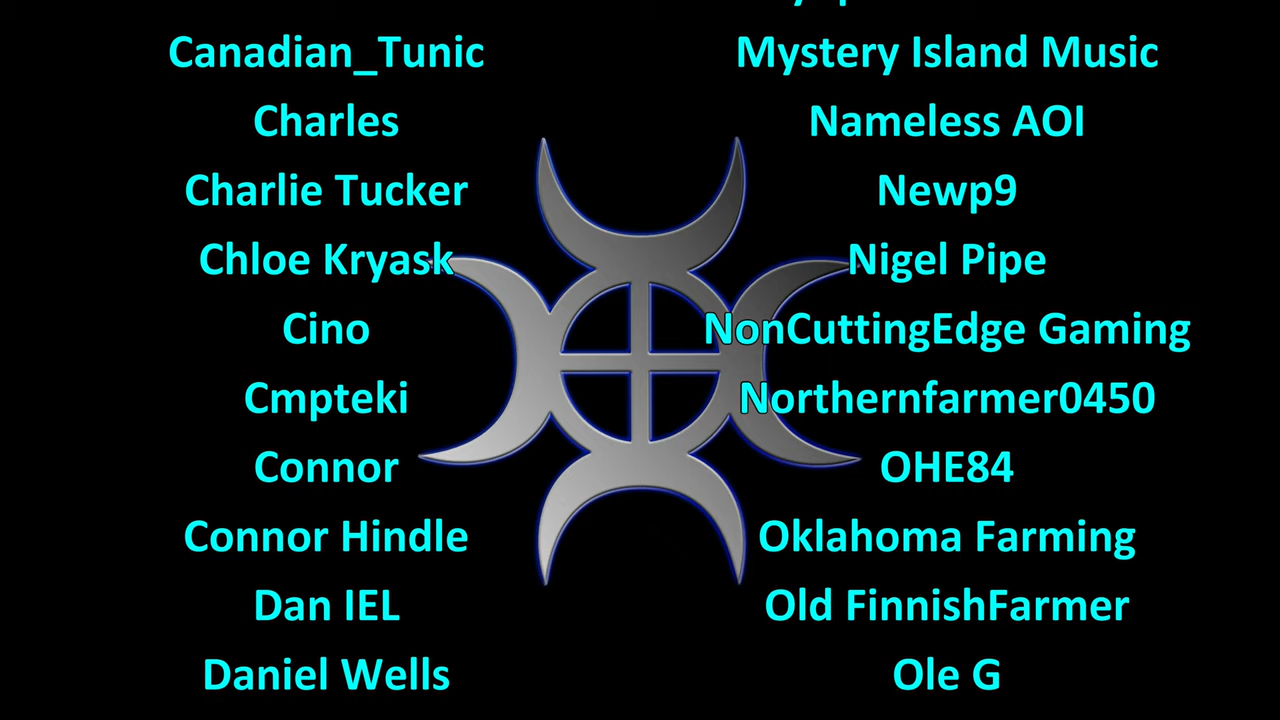 Canadian_Tunic
Charles
Charlie Tucker
Chloe Kryask
Cino
Cmpteki
Connor
Connor Hindle
Dan IEL
Daniel Wells
Mystery Island Music
Nameless AOI
Newp9
Nigel Pipe
NonCuttingEdge Gaming
Northernfarmer0450
OHE84
Oklahoma Farming
Old FinnishFarmer
Ole G